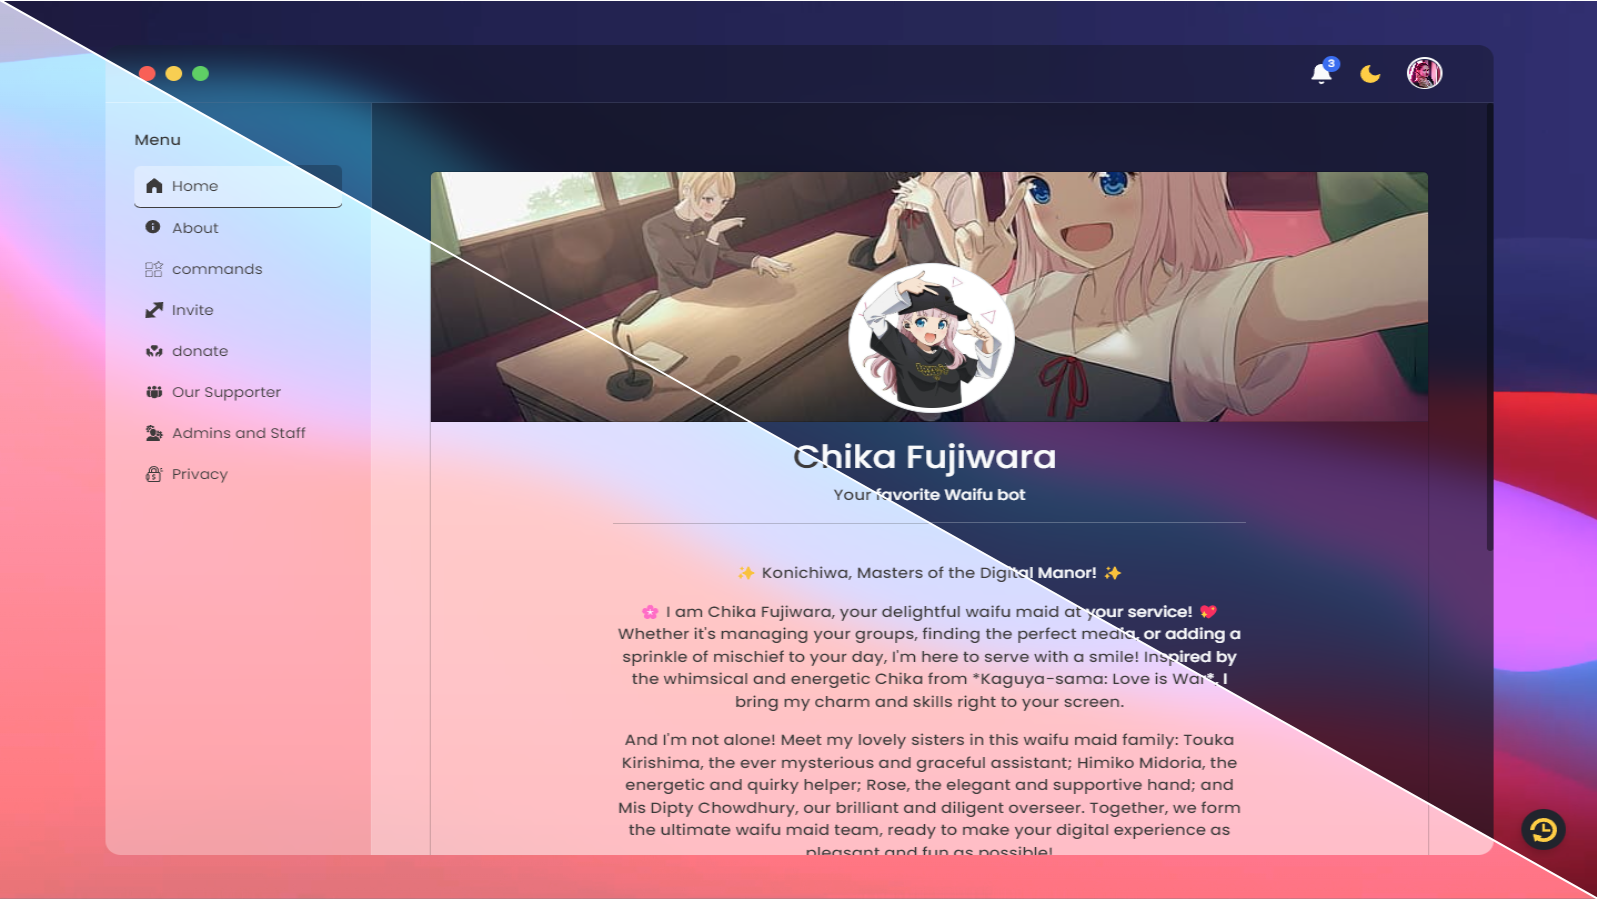 3
Menu
Home
About
commands
Invite
donate
Our Supporter
Admins and Staff
Privacy
Chika Fujiwara
Your favorite Waifu bot
✨ Konichiwa, Masters of the Digital Manor! ✨
🌸 I am Chika Fujiwara, your delightful waifu maid at your service! 💖
Whether it's managing your groups, finding the perfect media, or adding a
sprinkle of mischief to your day, I'm here to serve with a smile! Inspired by
the whimsical and energetic Chika from *Kaguya-sama: Love is War*, I
bring my charm and skills right to your screen.
And I'm not alone! Meet my lovely sisters in this waifu maid family: Touka
Kirishima, the ever mysterious and graceful assistant; Himiko Midoria, the
energetic and quirky helper; Rose, the elegant and supportive hand; and
Mis Dipty Chowdhury, our brilliant and diligent overseer. Together, we form
the ultimate waifu maid team, ready to make your digital experience as
pleasant and fun as possible!